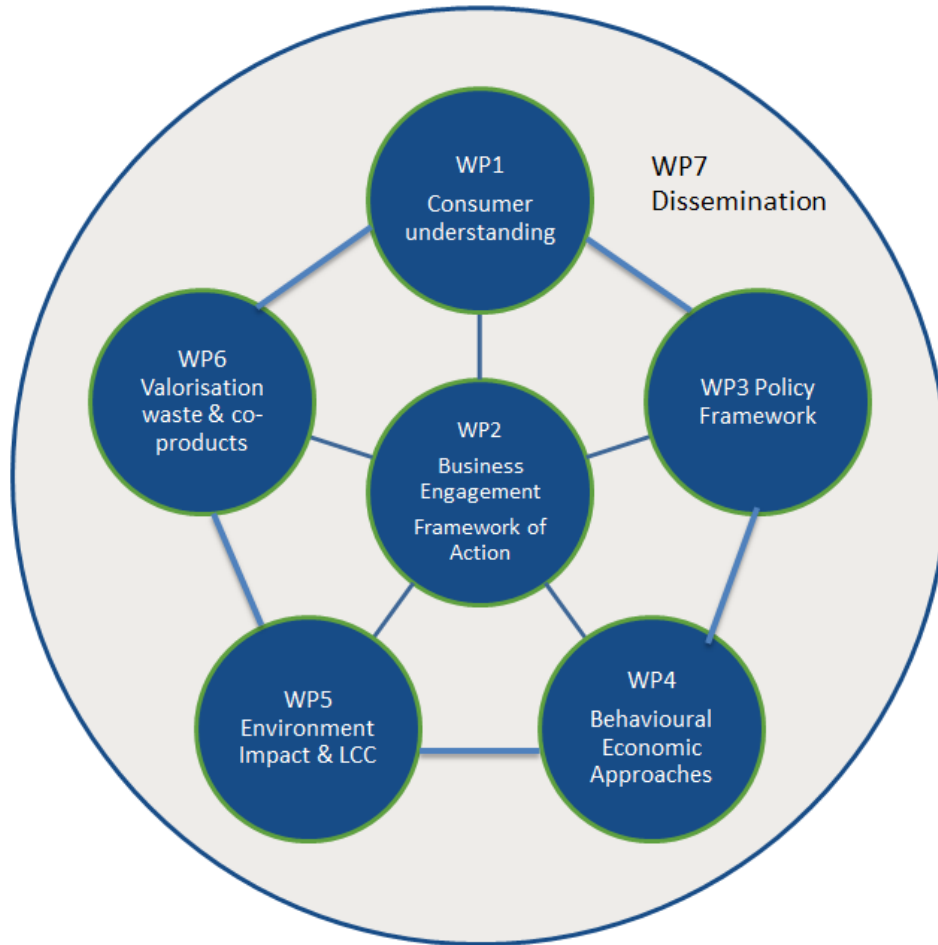 WP1
Consumer
understanding
WP7
Dissemination
WP6
Valorisation
waste & co-
products
WP2
Business
Engagement
Framework of
Action
WP3 Policy
Framework
WP5
Environment
Impact & LCC
WP4
Behavioural
Economic
Approaches